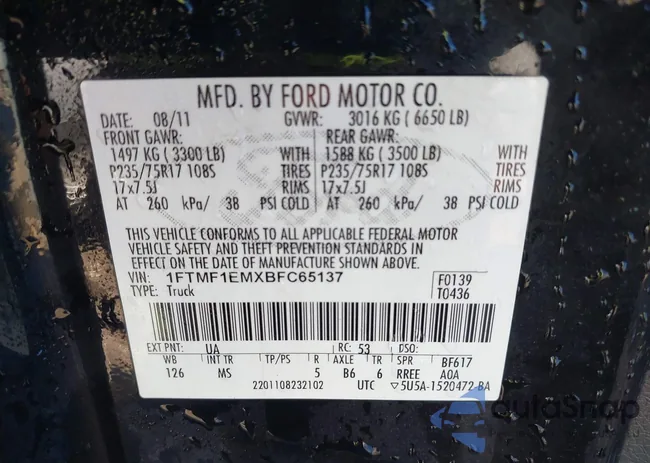 MFD. BY FORD MOTOR CO.
DATE: 08/11 GVWR: 3016 KG ( 6650 LB)
FRONT GAWR: REAR GAWR:
1497 KG ( 3300 LB) WITH 1588 KG ( 3500 LB) WITH
P235/75R17 108S TIRES P235/75R17 108S TIRES
17x7.5J RIMS 17x7.5J RIMS
AT 260 kPa/ 38 PSI COLD AT 260 kPa/ 38 PSI COLD
THIS VEHICLE CONFORMS TO ALL APPLICABLE FEDERAL MOTOR
VEHICLE SAFETY AND THEFT PREVENTION STANDARDS IN
EFFECT ON THE DATE OF MANUFACTURE SHOWN ABOVE.
VIN: 1FTMF1EMXBFC65137 F0139
TYPE: Truck T0436
EXT PNT: UA RC: 53 DSO:
WB INT TR TP/PS R AXLE TR SPR BF617
126 MS 5 B6 6 RREE A0A
2201108232102 UTC ▽5U5A-1520472-BA
autoSnap